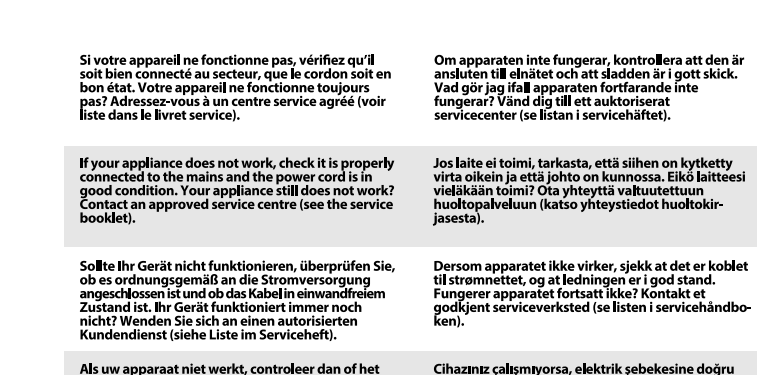 Si votre appareil ne fonctionne pas, vérifiez qu'il
soit bien connecté au secteur, que le cordon soit en
bon état. Votre appareil ne fonctionne toujours
pas? Adressez-vous à un centre service agréé (voir
liste dans le livret service).
Om apparaten inte fungerar, kontrollera att den är
ansluten till elnätet och att sladden är i gott skick.
Vad gör jag ifall apparaten fortfarande inte
fungerar? Vänd dig till ett auktoriserat
servicecenter (se listan i servicehäftet).
If your appliance does not work, check it is properly
connected to the mains and the power cord is in
good condition. Your appliance still does not work?
Contact an approved service centre (see the service
booklet).
Jos laite ei toimi, tarkasta, että siihen on kytketty
virta oikein ja että johto on kunnossa. Eikö laitteesi
vieläkään toimi? Ota yhteyttä valtuutettuun
huoltopalveluun (katso yhteystiedot huoltokir-
jasesta).
Sollte Ihr Gerät nicht funktionieren, überprüfen Sie,
ob es ordnungsgemäß an die Stromversorgung
angeschlossen ist und ob das Kabel in einwandfreiem
Zustand ist. Ihr Gerät funktioniert immer noch
nicht? Wenden Sie sich an einen autorisierten
Kundendienst (siehe Liste im Serviceheft).
Dersom apparatet ikke virker, sjekk at det er koblet
til strømnettet, og at ledningen er i god stand.
Fungerer apparatet fortsatt ikke? Kontakt et
godkjent serviceverksted (se listen i servicehåndbo-
ken).
Als uw apparaat niet werkt, controleer dan of het
Cihazınız çalışmıyorsa, elektrik şebekesine doğru